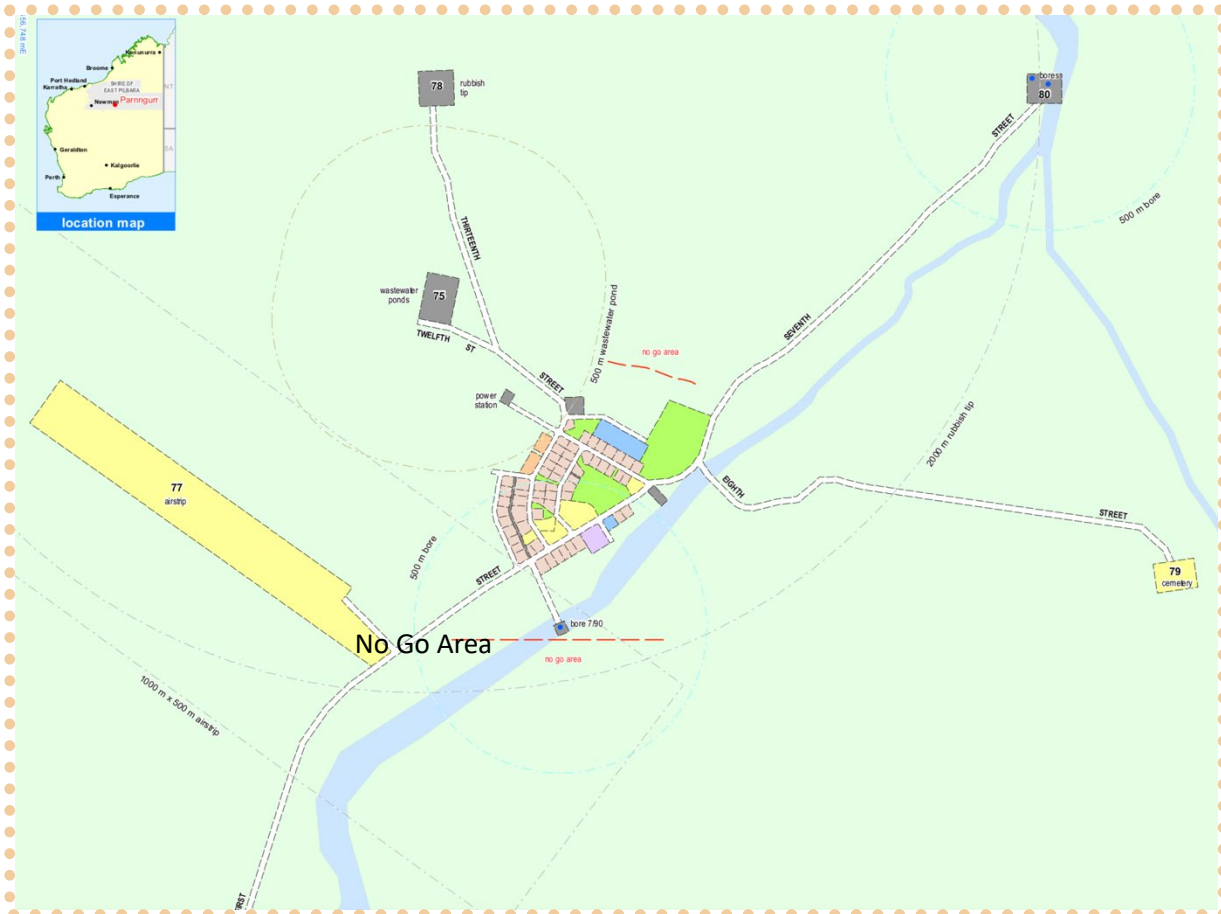 Kununurra
Broome
Port Hedland
Karratha
SHIRE OF
EAST PILBARA
NT
Newman
Parnngurr
SA
Geraldton
Kalgoorlie
Perth
Esperance
location map
78
rubbish
tip
boress
80
STREET
500 m bore
THIRTEENTH
wastewater
ponds
75
TWELFTH
ST
500 m wastewater pond
STREET
no go area
SEVENTH
power
station
2000 m rubbish tip
77
airstrip
EIGHTH
STREET
500 m bore
STREET
79
cemetery
bore 7/90
No Go Area
no go area
1000 m x 500 m airstrip
FIRST